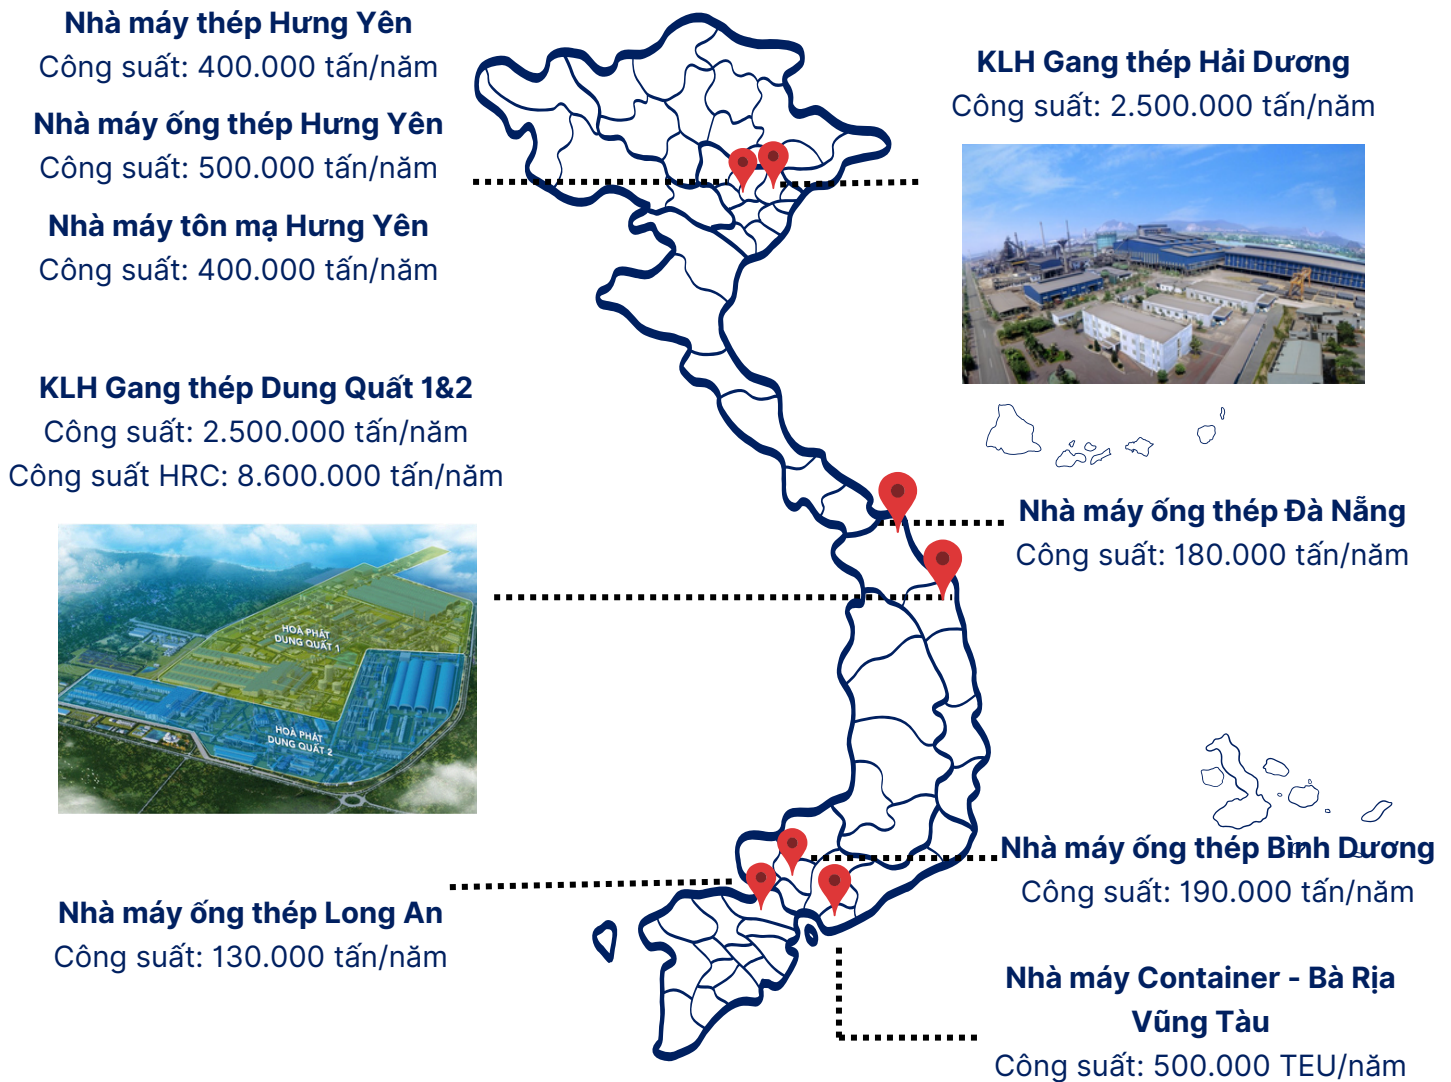 Nhà máy thép Hưng Yên
Công suất: 400.000 tấn/năm
Nhà máy ống thép Hưng Yên
Công suất: 500.000 tấn/năm
Nhà máy tôn mạ Hưng Yên
Công suất: 400.000 tấn/năm
KLH Gang thép Hải Dương
Công suất: 2.500.000 tấn/năm
KLH Gang thép Dung Quất 1&2
Công suất: 2.500.000 tấn/năm
Công suất HRC: 8.600.000 tấn/năm
HOÀ PHÁT
DUNG QUẤT 1
HOÀ PHÁT
DUNG QUẤT 2
Nhà máy ống thép Đà Nẵng
Công suất: 180.000 tấn/năm
Nhà máy ống thép Bình Dương
Công suất: 190.000 tấn/năm
Nhà máy ống thép Long An
Công suất: 130.000 tấn/năm
Nhà máy Container - Bà Rịa
Vũng Tàu
Công suất: 500.000 TEU/năm